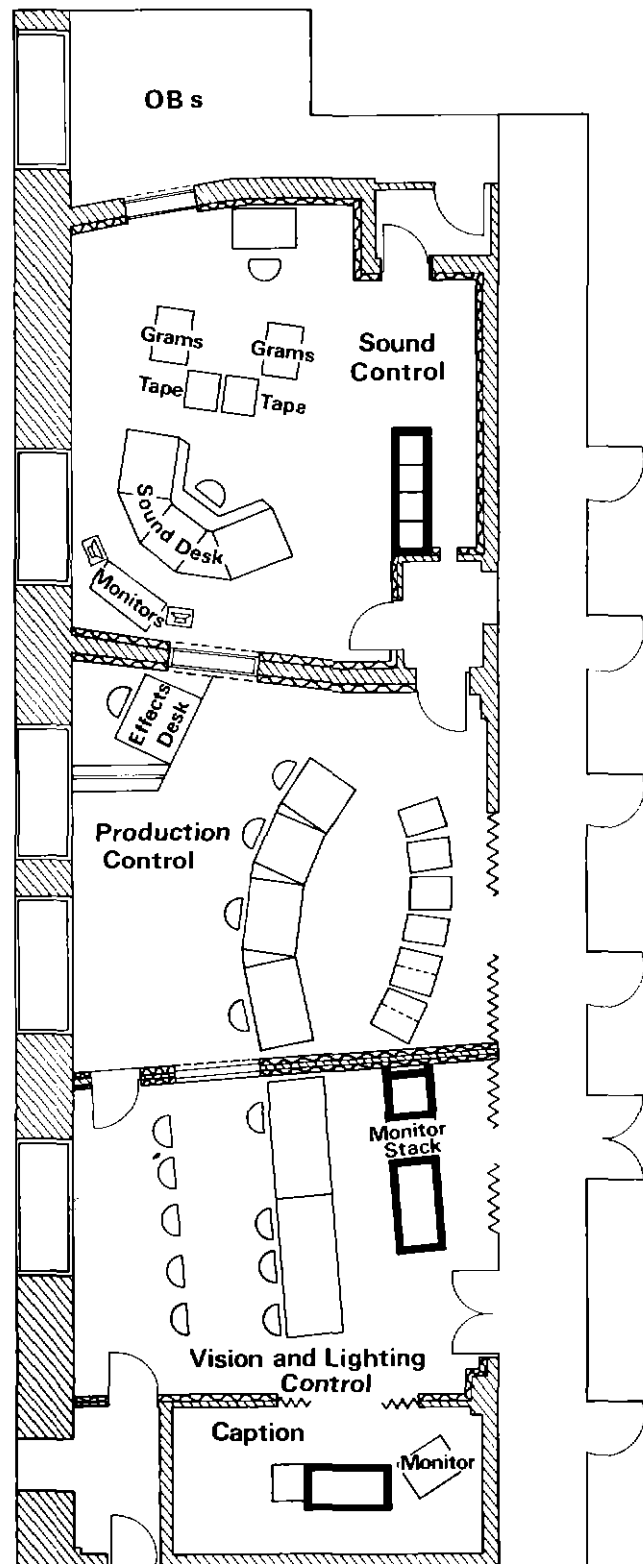 OBs
Grams
Grams
Sound
Control
Tape
Tape
Sound Desk
Monitors
Effects
Desk
Production
Control
Monitor
Stack
Vision and Lighting
Control
Caption
Monitor